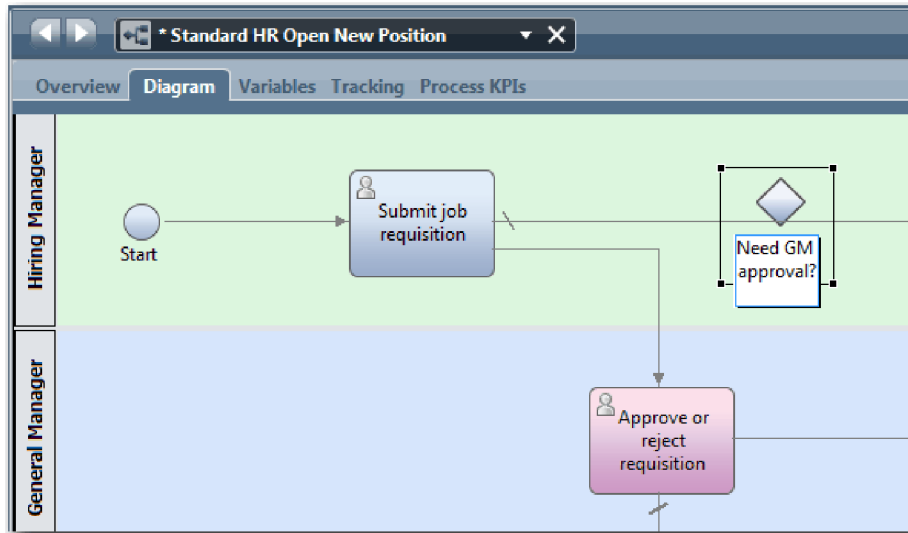 * Standard HR Open New Position
Overview Diagram Variables Tracking Process KPIs
Hiring Manager
Start
Submit job
requisition
Need GM
approval?
General Manager
Approve or
reject
requisition